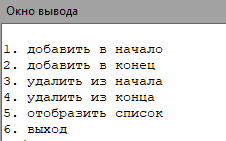 Окно вывода
1. добавить в начало
2. добавить в конец
3. удалить из начала
4. удалить из конца
5. отобразить список
6. выход